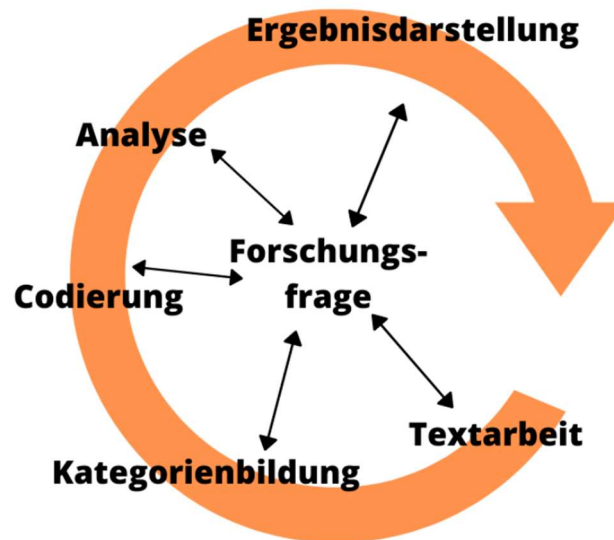 Ergebnisdarstellung
Analyse
Forschungs-
frage
Codierung
Textarbeit
Kategorienbildung